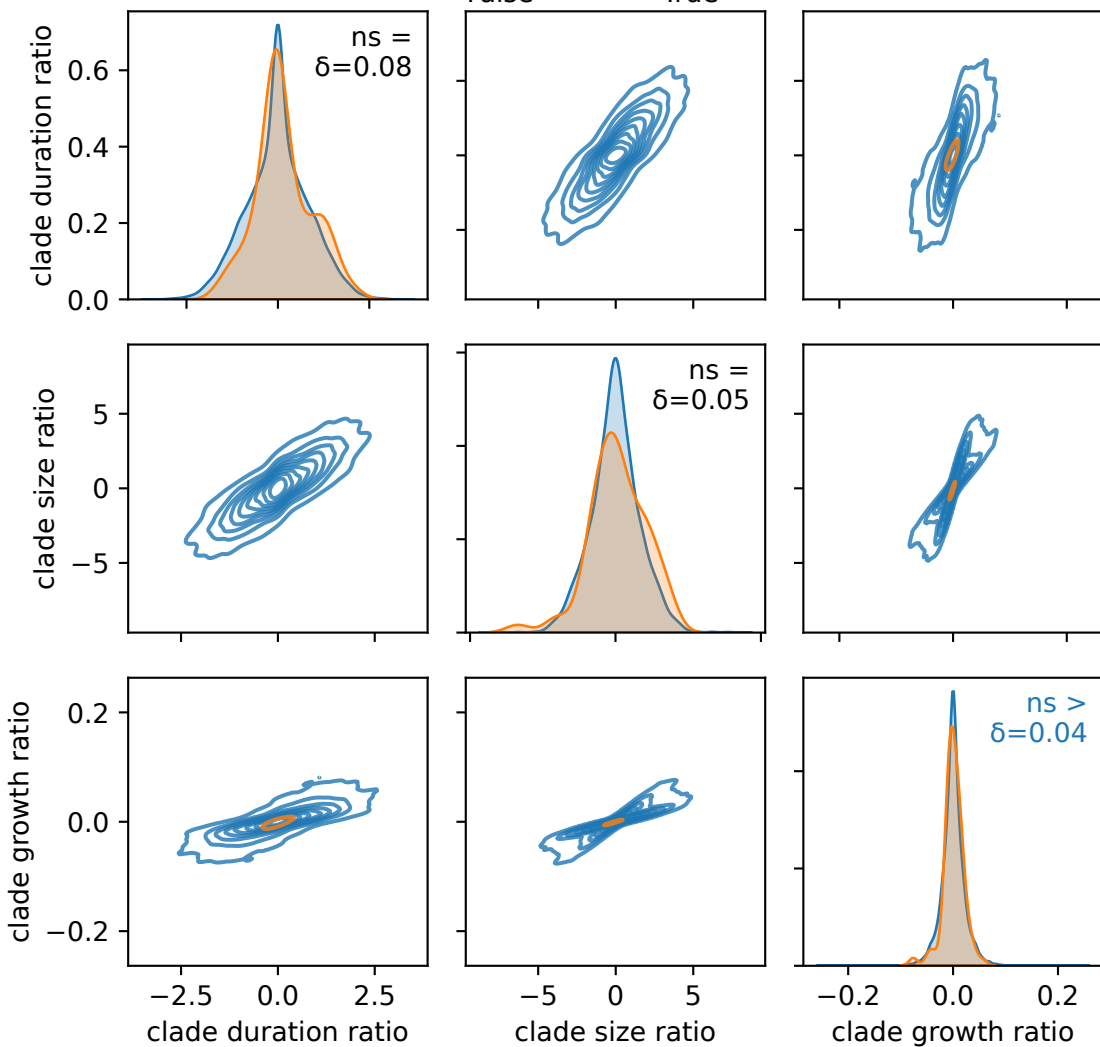 clade duration ratio
0.6
0.4
0.2
0.0
ns =
δ=0.08
clade size ratio
5
0
−5
ns =
δ=0.05
clade growth ratio
0.2
0.0
−0.2
ns >
δ=0.04
−2.5 0.0 2.5
clade duration ratio
−5 0 5
clade size ratio
−0.2 0.0 0.2
clade growth ratio